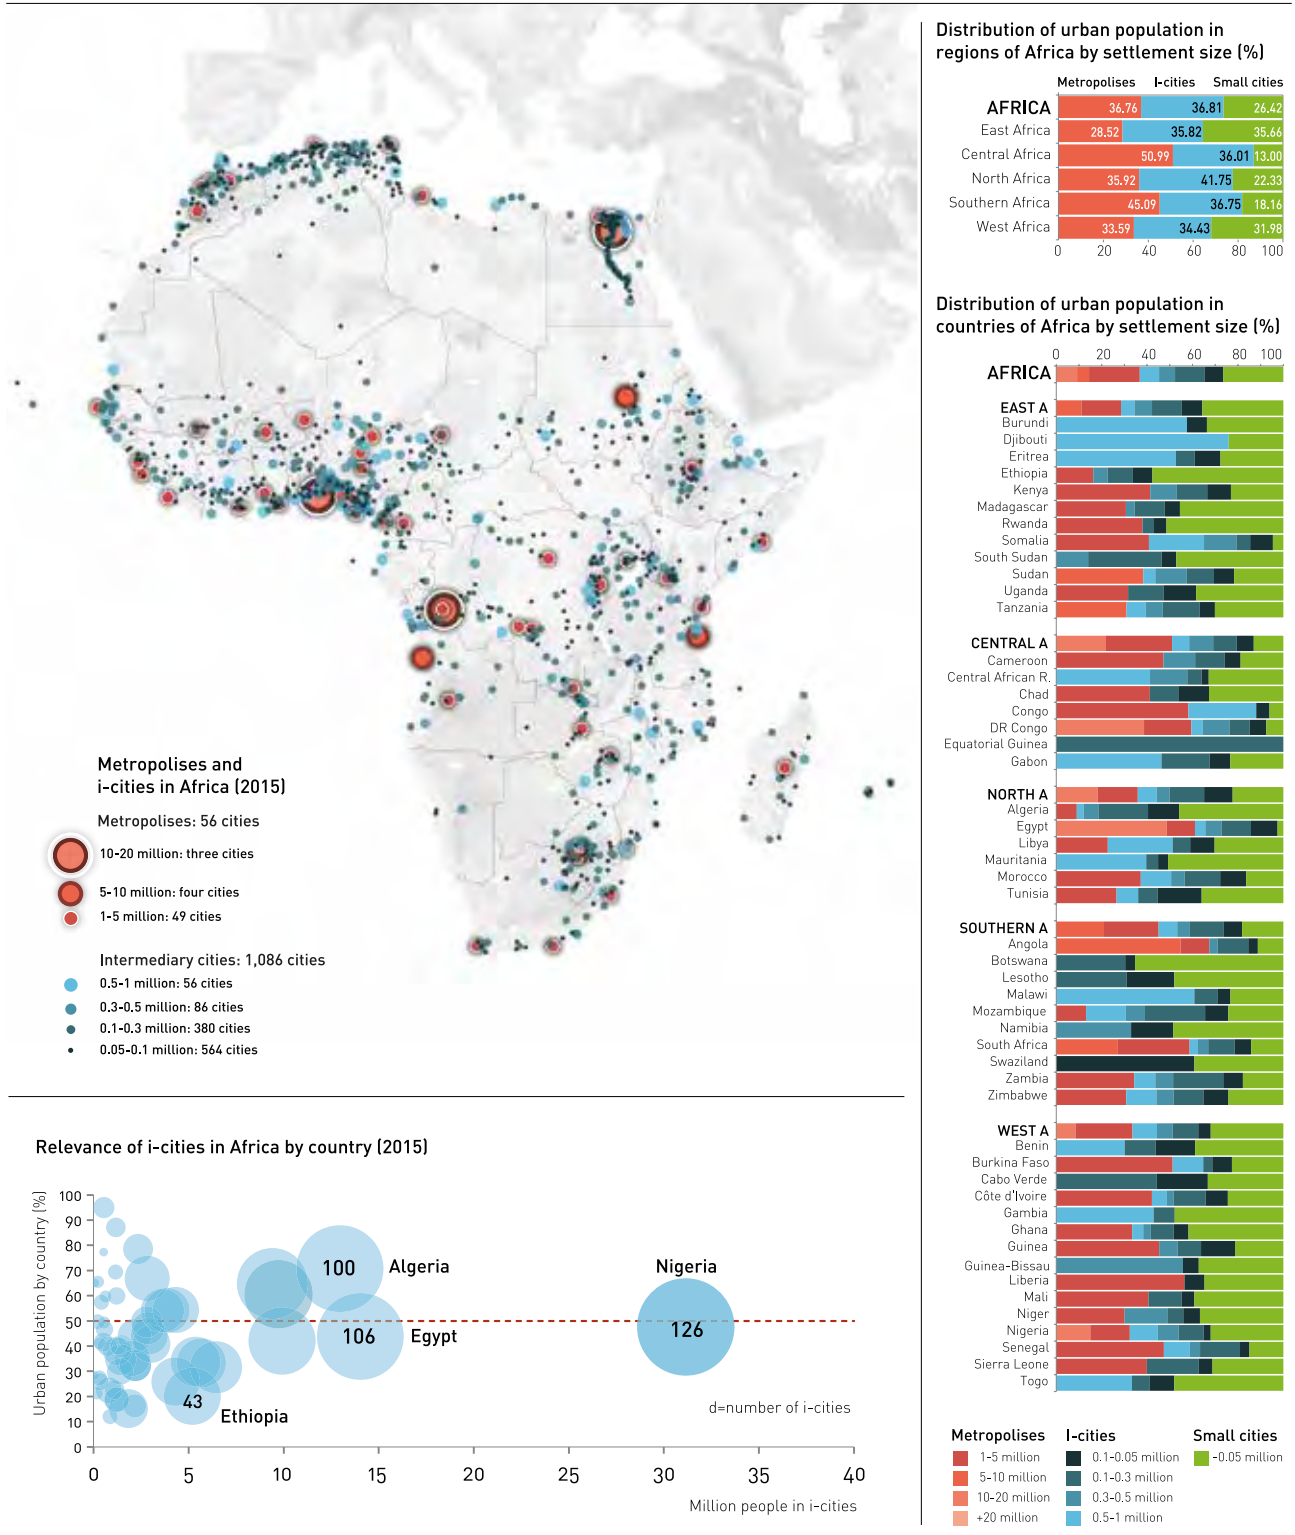 Distribution of urban population in
regions of Africa by settlement size (%)
Metropolises I-cities Small cities
AFRICA 36.76 36.81 26.42
East Africa 28.52 35.82 35.66
Central Africa 50.99 36.01 13.00
North Africa 35.92 41.75 22.33
Southern Africa 45.09 36.75 18.16
West Africa 33.59 34.43 31.98
0 20 40 60 80 100
Distribution of urban population in
countries of Africa by settlement size (%)
0 20 40 60 80 100
AFRICA
EAST A
Burundi
Djibouti
Eritrea
Ethiopia
Kenya
Madagascar
Rwanda
Somalia
South Sudan
Sudan
Uganda
Tanzania
CENTRAL A
Cameroon
Central African R.
Chad
Congo
DR Congo
Equatorial Guinea
Gabon
NORTH A
Algeria
Egypt
Libya
Mauritania
Morocco
Tunisia
SOUTHERN A
Angola
Botswana
Lesotho
Malawi
Mozambique
Namibia
South Africa
Swaziland
Zambia
Zimbabwe
WEST A
Benin
Burkina Faso
Cabo Verde
Côte d'Ivoire
Gambia
Ghana
Guinea
Guinea-Bissau
Liberia
Mali
Niger
Nigeria
Senegal
Sierra Leone
Togo
Metropolises I-cities Small cities
1-5 million 0.1-0.05 million -0.05 million
5-10 million 0.1-0.3 million
10-20 million 0.3-0.5 million
+20 million 0.5-1 million
Metropolises and
i-cities in Africa (2015)
Metropolises: 56 cities
10-20 million: three cities
5-10 million: four cities
1-5 million: 49 cities
Intermediary cities: 1,086 cities
0.5-1 million: 56 cities
0.3-0.5 million: 86 cities
0.1-0.3 million: 380 cities
0.05-0.1 million: 564 cities
Relevance of i-cities in Africa by country (2015)
Urban population by country (%)
100
90
80
70
60
50
40
30
20
10
0
100 Algeria
Nigeria
126
106 Egypt
43
Ethiopia
d=number of i-cities
0 5 10 15 20 25 30 35 40
Million people in i-cities